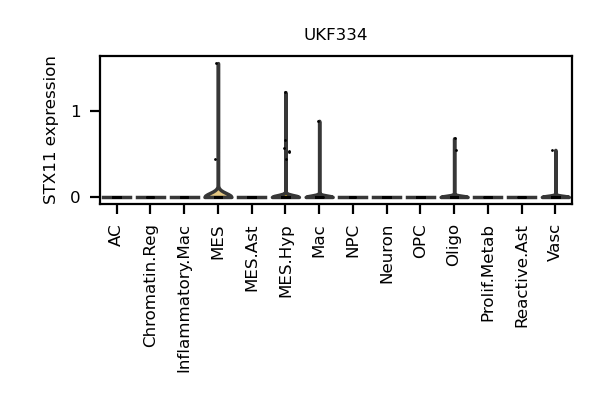 UKF334
STX11 expression
1
0
AC
Chromatin.Reg
Inflammatory.Mac
MES
MES.Ast
MES.Hyp
Mac
NPC
Neuron
OPC
Oligo
Prolif.Metab
Reactive.Ast
Vasc